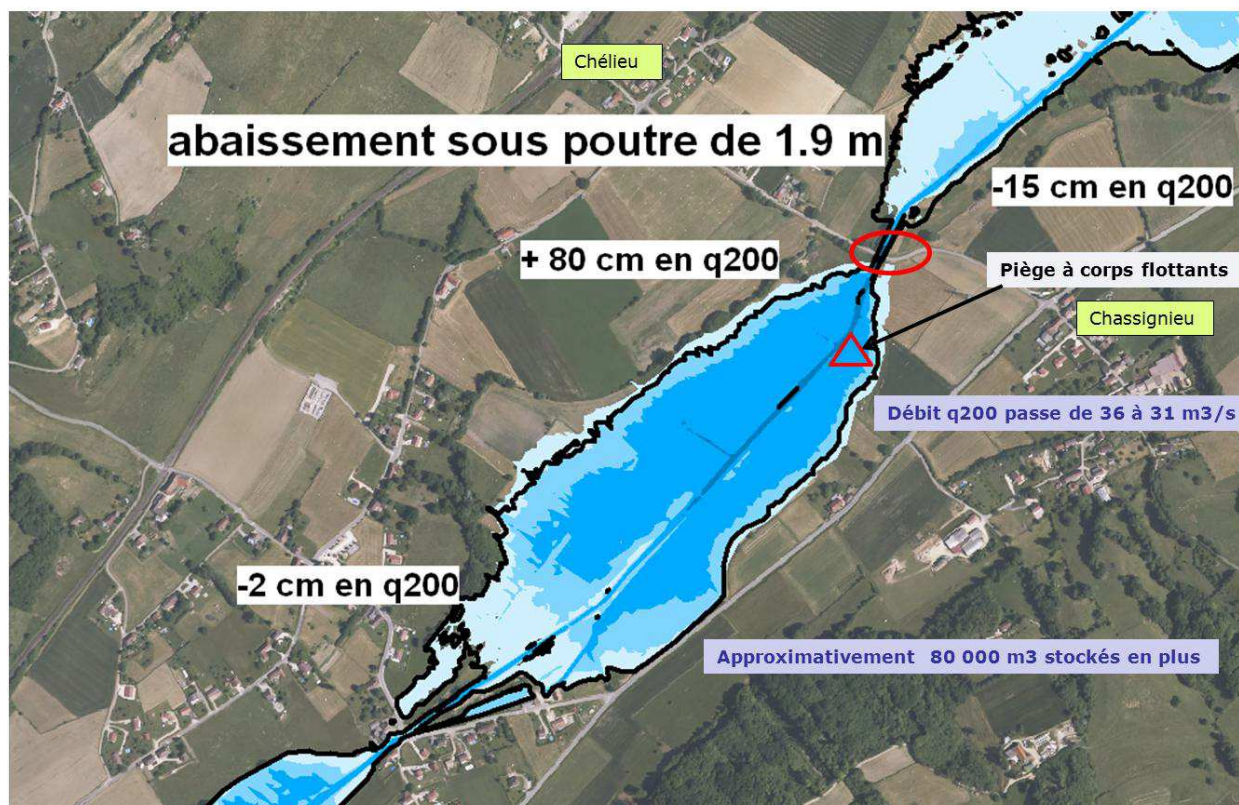 Chélieu
abaissement sous poutre de 1.9 m
-15 cm en q200
+ 80 cm en q200
Piège à corps flottants
Chassignieu
Débit q200 passe de 36 à 31 m3/s
-2 cm en q200
Approximativement 80 000 m3 stockés en plus